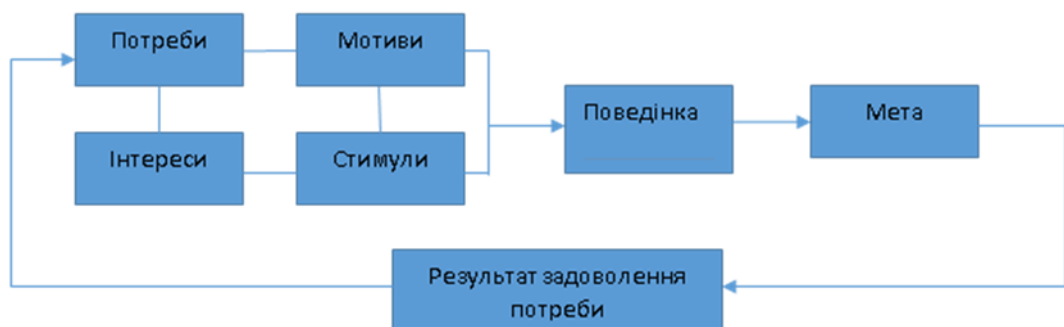 Потреби
Мотиви
Інтереси
Стимули
Поведінка
Мета
Результат задоволення
потреби